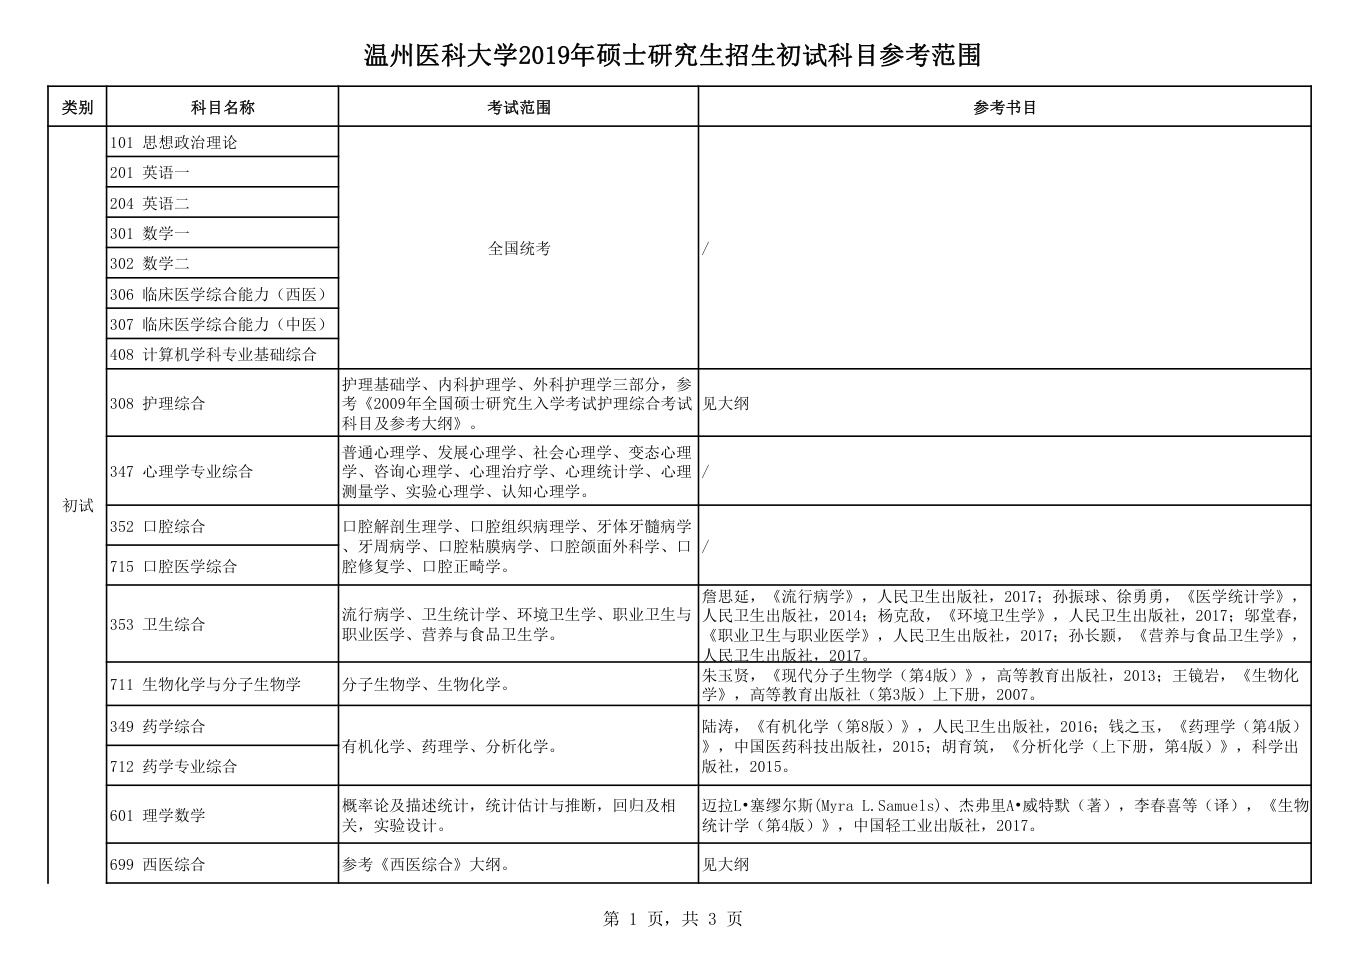 温州医科大学2019年硕士研究生招生初试科目参考范围
类别 科目名称 考试范围 参考书目
初试
101 思想政治理论
201 英语一
204 英语二
301 数学一
302 数学二
306 临床医学综合能力（西医）
307 临床医学综合能力（中医）
408 计算机学科专业基础综合
全国统考
/
308 护理综合
护理基础学、内科护理学、外科护理学三部分，参
考《2009年全国硕士研究生入学考试护理综合考试
科目及参考大纲》。
见大纲
347 心理学专业综合
普通心理学、发展心理学、社会心理学、变态心理
学、咨询心理学、心理治疗学、心理统计学、心理
测量学、实验心理学、认知心理学。
/
352 口腔综合
715 口腔医学综合
口腔解剖生理学、口腔组织病理学、牙体牙髓病学
、牙周病学、口腔粘膜病学、口腔颌面外科学、口
腔修复学、口腔正畸学。
/
353 卫生综合
流行病学、卫生统计学、环境卫生学、职业卫生与
职业医学、营养与食品卫生学。
詹思延，《流行病学》，人民卫生出版社，2017；孙振球、徐勇勇，《医学统计学》，
人民卫生出版社，2014；杨克敌，《环境卫生学》，人民卫生出版社，2017；邬堂春，
《职业卫生与职业医学》，人民卫生出版社，2017；孙长颢，《营养与食品卫生学》，
人民卫生出版社，2017。
711 生物化学与分子生物学
分子生物学、生物化学。
朱玉贤，《现代分子生物学（第4版）》，高等教育出版社，2013；王镜岩，《生物化
学》，高等教育出版社（第3版）上下册，2007。
349 药学综合
712 药学专业综合
有机化学、药理学、分析化学。
陆涛，《有机化学（第8版）》，人民卫生出版社，2016；钱之玉，《药理学（第4版）
》，中国医药科技出版社，2015；胡育筑，《分析化学（上下册，第4版）》，科学出
版社，2015。
601 理学数学
概率论及描述统计，统计估计与推断，回归及相
关，实验设计。
迈拉L•塞缪尔斯(Myra L.Samuels)、杰弗里A•威特默（著），李春喜等（译），《生物
统计学（第4版）》，中国轻工业出版社，2017。
699 西医综合
参考《西医综合》大纲。
见大纲
第 1 页，共 3 页